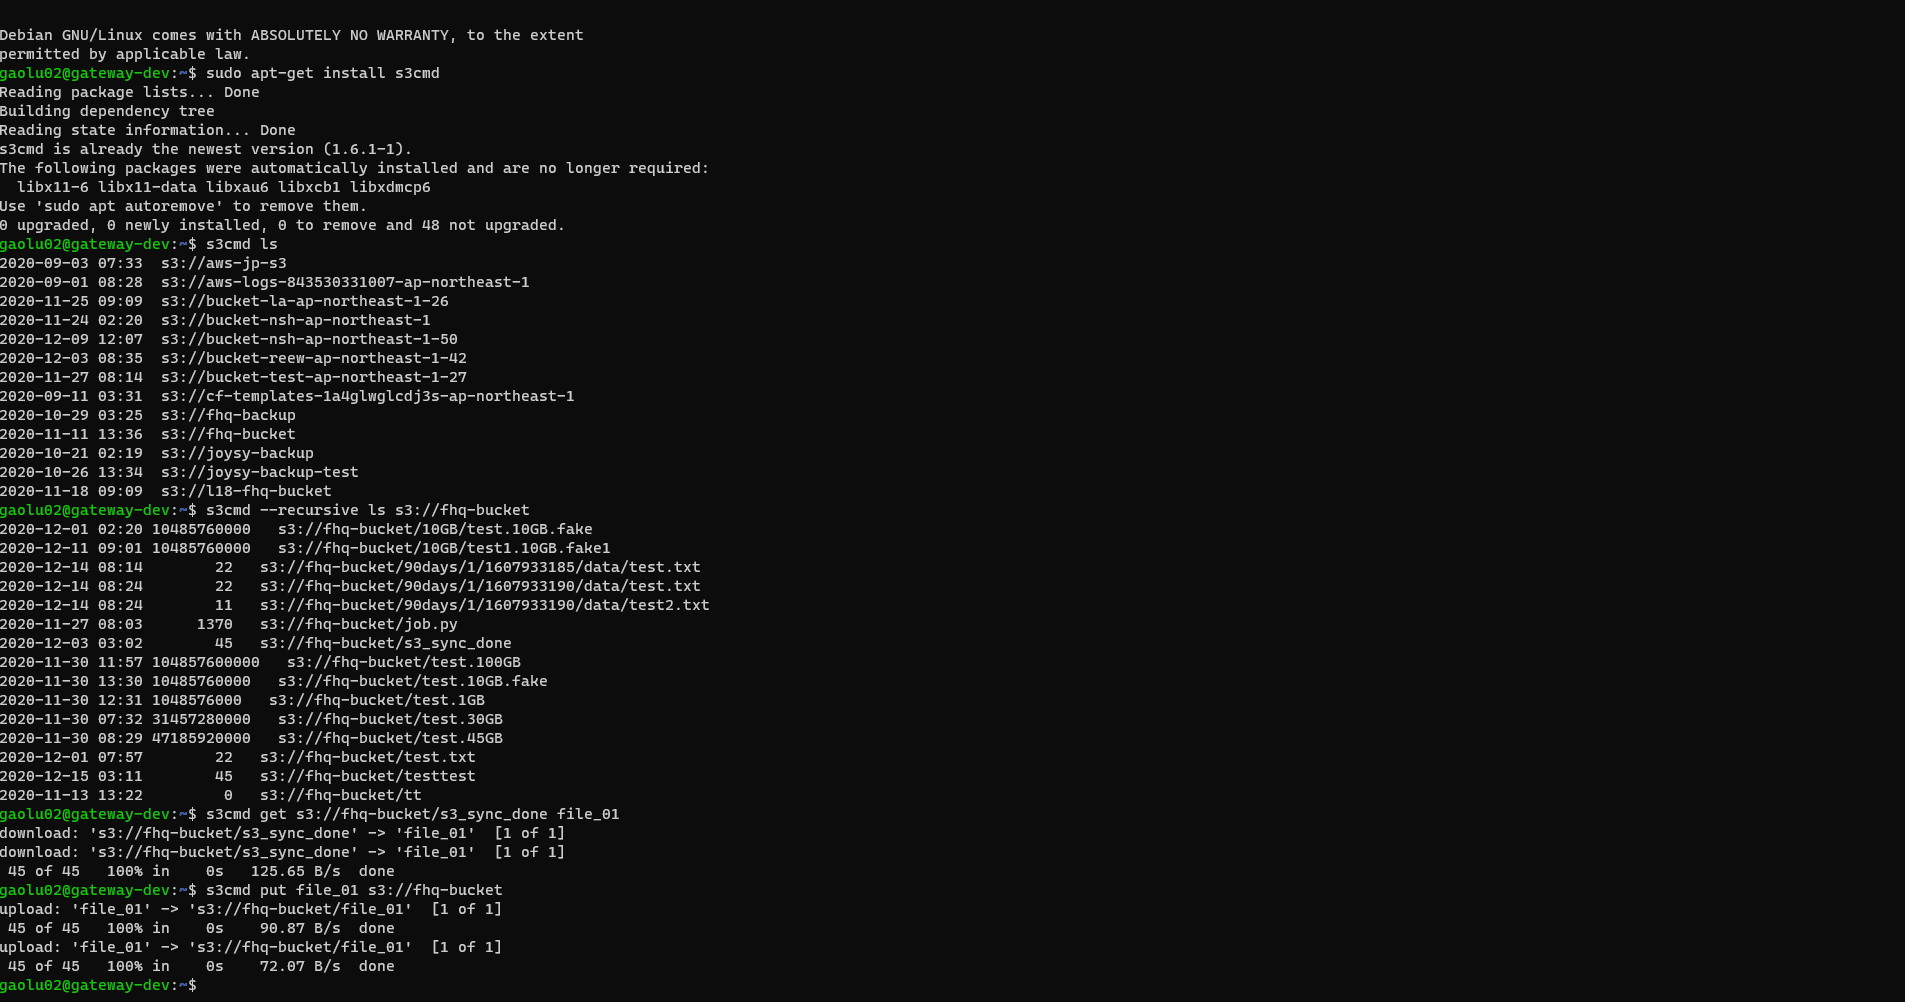 Debian GNU/Linux comes with ABSOLUTELY NO WARRANTY, to the extent
permitted by applicable law.
gaolu02@gateway-dev:~$ sudo apt-get install s3cmd
Reading package lists... Done
Building dependency tree
Reading state information... Done
s3cmd is already the newest version (1.6.1-1).
The following packages were automatically installed and are no longer required:
  libx11-6 libx11-data libxau6 libxcb1 libxdmcp6
Use 'sudo apt autoremove' to remove them.
0 upgraded, 0 newly installed, 0 to remove and 48 not upgraded.
gaolu02@gateway-dev:~$ s3cmd ls
2020-09-03 07:33  s3://aws-jp-s3
2020-09-01 08:28  s3://aws-logs-843530331007-ap-northeast-1
2020-11-25 09:09  s3://bucket-la-ap-northeast-1-26
2020-11-24 02:20  s3://bucket-nsh-ap-northeast-1
2020-12-09 12:07  s3://bucket-nsh-ap-northeast-1-50
2020-12-03 08:35  s3://bucket-reew-ap-northeast-1-42
2020-11-27 08:14  s3://bucket-test-ap-northeast-1-27
2020-09-11 03:31  s3://cf-templates-1a4glwglcdj3s-ap-northeast-1
2020-10-29 03:25  s3://fhq-backup
2020-11-11 13:36  s3://fhq-bucket
2020-10-21 02:19  s3://joysy-backup
2020-10-26 13:34  s3://joysy-backup-test
2020-11-18 09:09  s3://l18-fhq-bucket
gaolu02@gateway-dev:~$ s3cmd --recursive ls s3://fhq-bucket
2020-12-01 02:20 10485760000   s3://fhq-bucket/10GB/test.10GB.fake
2020-12-11 09:01 10485760000   s3://fhq-bucket/10GB/test1.10GB.fake1
2020-12-14 08:14        22   s3://fhq-bucket/90days/1/1607933185/data/test.txt
2020-12-14 08:24        22   s3://fhq-bucket/90days/1/1607933190/data/test.txt
2020-12-14 08:24        11   s3://fhq-bucket/90days/1/1607933190/data/test2.txt
2020-11-27 08:03      1370   s3://fhq-bucket/job.py
2020-12-03 03:02        45   s3://fhq-bucket/s3_sync_done
2020-11-30 11:57 104857600000   s3://fhq-bucket/test.100GB
2020-11-30 13:30 10485760000   s3://fhq-bucket/test.10GB.fake
2020-11-30 12:31 1048576000   s3://fhq-bucket/test.1GB
2020-11-30 07:32 31457280000   s3://fhq-bucket/test.30GB
2020-11-30 08:29 47185920000   s3://fhq-bucket/test.45GB
2020-12-01 07:57        22   s3://fhq-bucket/test.txt
2020-12-15 03:11        45   s3://fhq-bucket/testtest
2020-11-13 13:22         0   s3://fhq-bucket/tt
gaolu02@gateway-dev:~$ s3cmd get s3://fhq-bucket/s3_sync_done file_01
download: 's3://fhq-bucket/s3_sync_done' -> 'file_01'  [1 of 1]
download: 's3://fhq-bucket/s3_sync_done' -> 'file_01'  [1 of 1]
 45 of 45   100% in    0s   125.65 B/s  done
gaolu02@gateway-dev:~$ s3cmd put file_01 s3://fhq-bucket
upload: 'file_01' -> 's3://fhq-bucket/file_01'  [1 of 1]
 45 of 45   100% in    0s    90.87 B/s  done
upload: 'file_01' -> 's3://fhq-bucket/file_01'  [1 of 1]
 45 of 45   100% in    0s    72.07 B/s  done
gaolu02@gateway-dev:~$